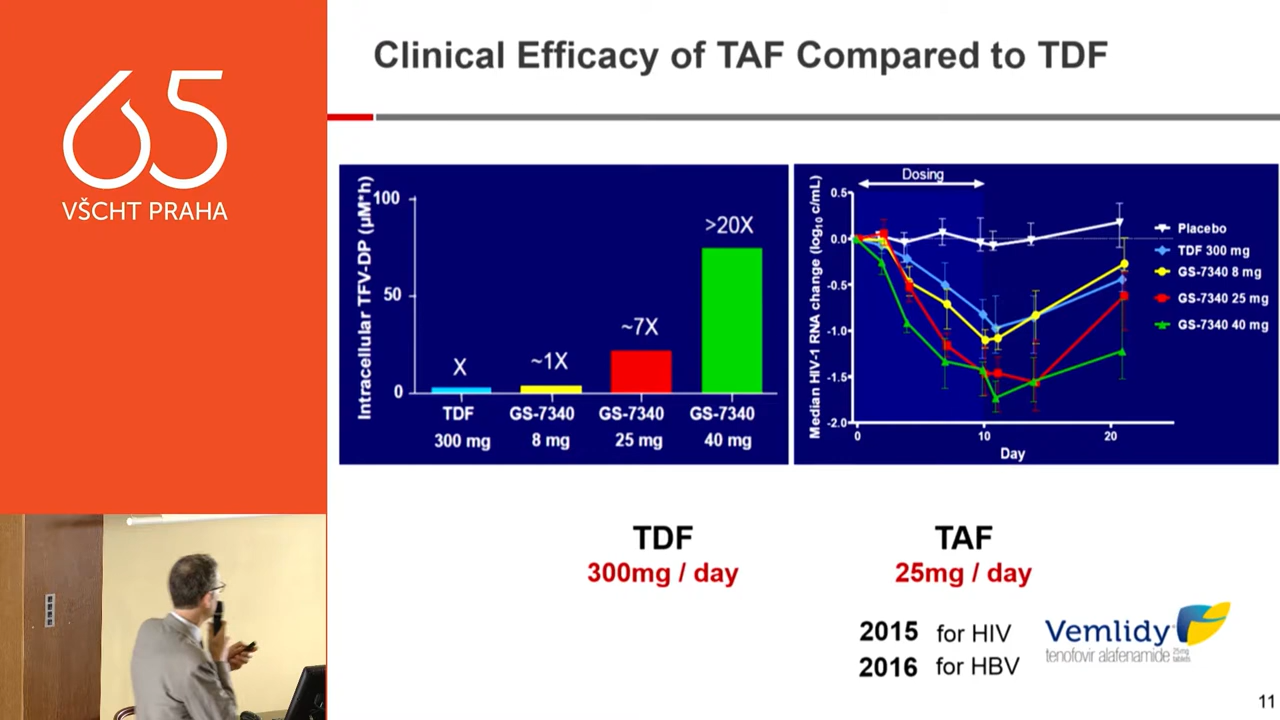 65
VŠCHT PRAHA
Clinical Efficacy of TAF Compared to TDF
Intracellular TFV-DP (µM*h)
100
50
0
X
~1X
~7X
>20X
TDF
300 mg
GS-7340
8 mg
GS-7340
25 mg
GS-7340
40 mg
Dosing
Median HIV-1 RNA change (log10 c/mL)
0.5
0.0
-0.5
-1.0
-1.5
-2.0
0
10
20
Day
Placebo
TDF 300 mg
GS-7340 8 mg
GS-7340 25 mg
GS-7340 40 mg
TDF
300mg / day
TAF
25mg / day
2015 for HIV
2016 for HBV
Vemlidy
tenofovir alafenamide 25mg tablets
11